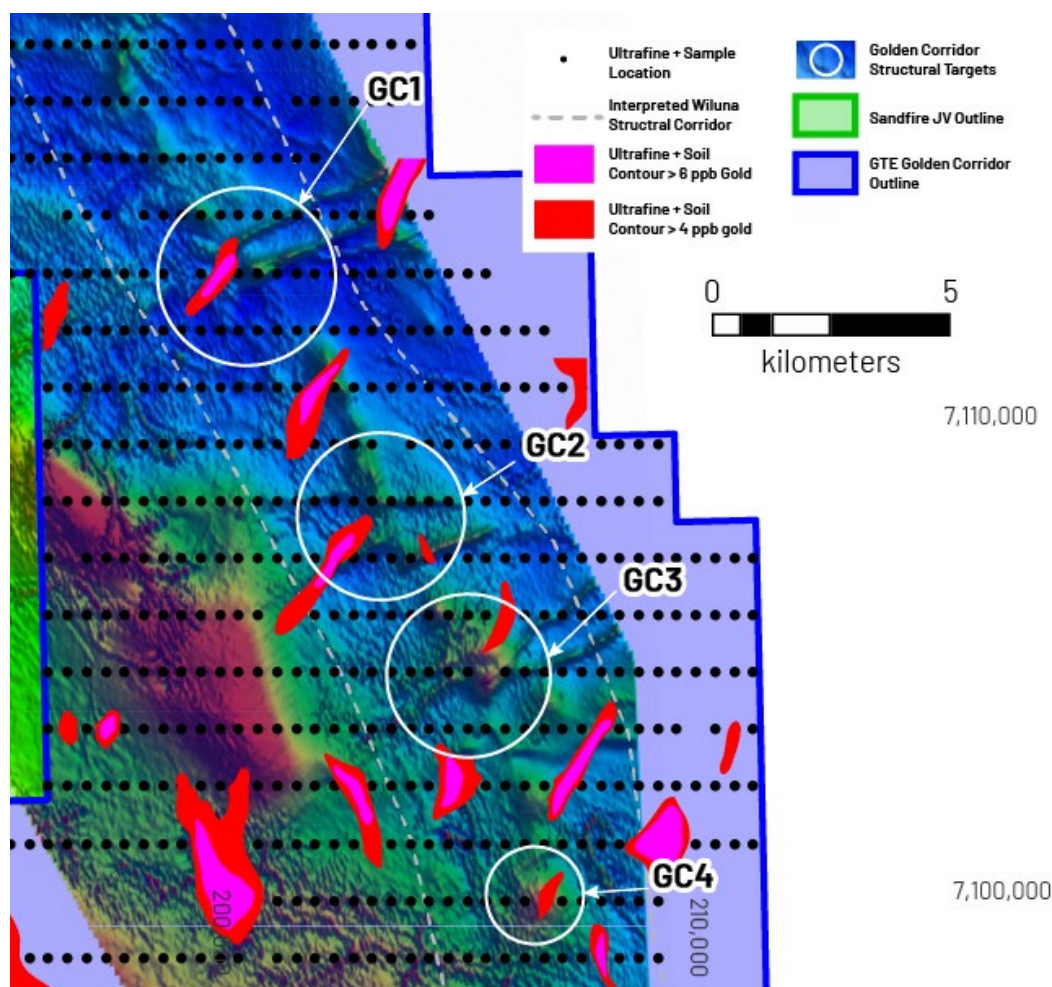 GC1
Ultrafine + Sample
Location
Interpreted Wiluna
Structral Corridor
Ultrafine + Soil
Contour > 6 ppb Gold
Ultrafine + Soil
Contour > 4 ppb gold
Golden Corridor
Structural Targets
Sandfire JV Outline
GTE Golden Corridor
Outline
0 5
kilometers
7,110,000
GC2
GC3
GC4
7,100,000
200,000
210,000